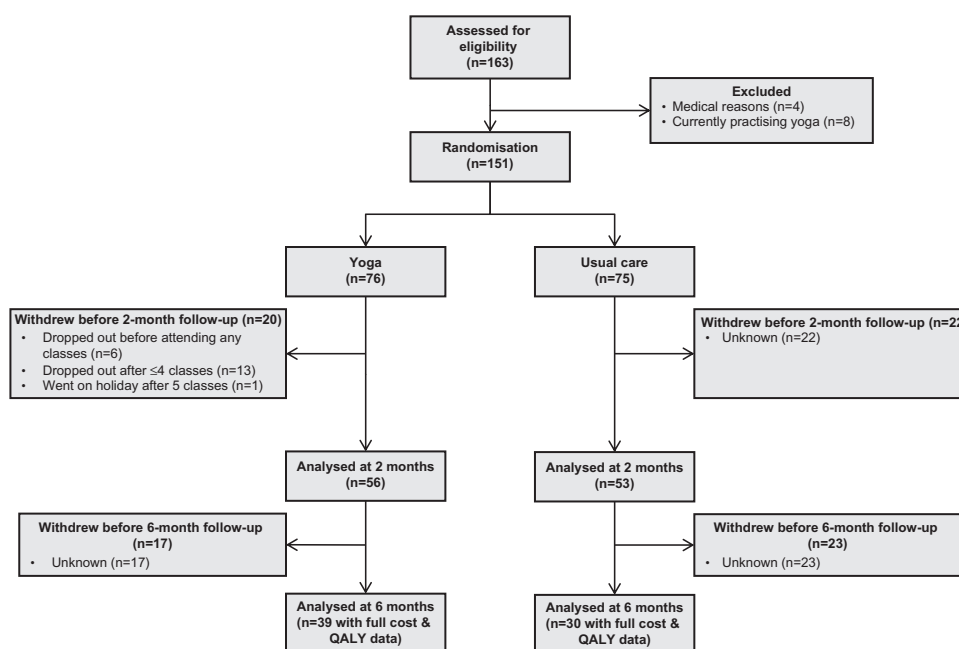 Assessed for
eligibility
(n=163)
Excluded
• Medical reasons (n=4)
• Currently practising yoga (n=8)
Randomisation
(n=151)
Yoga
(n=76)
Usual care
(n=75)
Withdrew before 2-month follow-up (n=20)
• Dropped out before attending any
classes (n=6)
• Dropped out after ≤4 classes (n=13)
• Went on holiday after 5 classes (n=1)
Withdrew before 2-month follow-up (n=22
• Unknown (n=22)
Analysed at 2 months
(n=56)
Analysed at 2 months
(n=53)
Withdrew before 6-month follow-up
(n=17)
• Unknown (n=17)
Withdrew before 6-month follow-up
(n=23)
• Unknown (n=23)
Analysed at 6 months
(n=39 with full cost &
QALY data)
Analysed at 6 months
(n=30 with full cost &
QALY data)